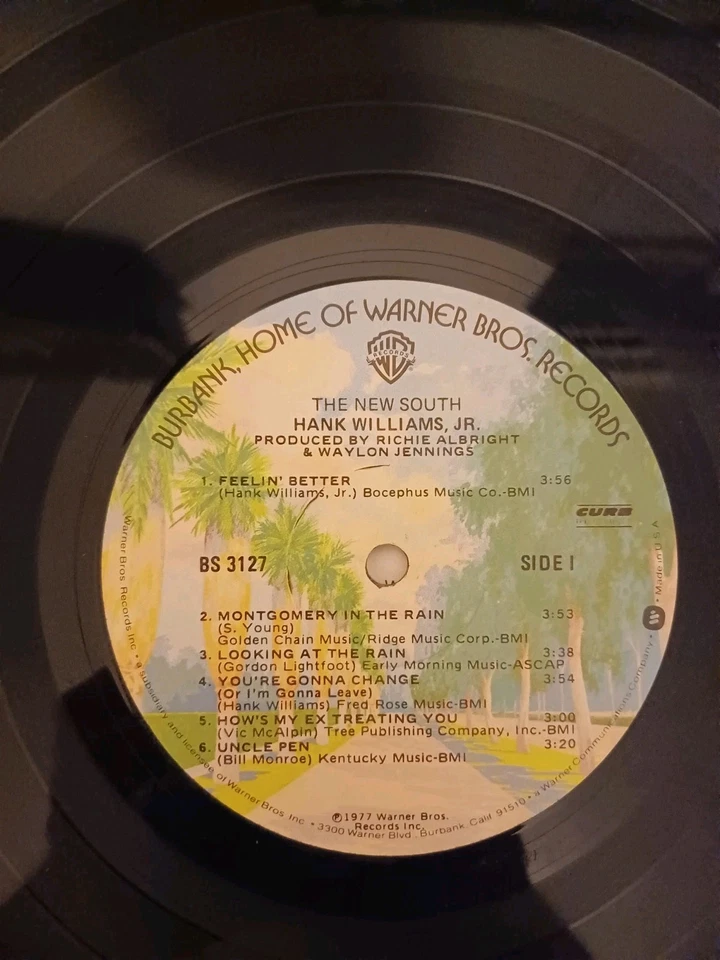 BURBANK, HOME OF WARNER BROS. RECORDS
RECORDS
THE NEW SOUTH
HANK WILLIAMS, JR.
PRODUCED BY RICHIE ALBRIGHT
& WAYLON JENNINGS
1. FEELIN' BETTER 3:56
(Hank Williams, Jr.) Bocephus Music Co.-BMI
CURB
BS 3127 SIDE 1
2. MONTGOMERY IN THE RAIN 3:53
(S. Young)
Golden Chain Music/Ridge Music Corp.-BMI
3. LOOKING AT THE RAIN 3:38
(Gordon Lightfoot) Early Morning Music-ASCAP
4. YOU'RE GONNA CHANGE 3:54
(Or I'm Gonna Leave)
(Hank Williams) Fred Rose Music-BMI
5. HOW'S MY EX TREATING YOU 3:00
(Vic McAlpin) Tree Publishing Company, Inc.-BMI
6. UNCLE PEN 3:20
(Bill Monroe) Kentucky Music-BMI
℗1977 Warner Bros.
Records Inc.
Warner Bros Records Inc. • a subsidiary and licensee of Warner Bros Inc • 3300 Warner Blvd., Burbank, Calif 91510 • a Warner Communications Company • Made in U.S.A